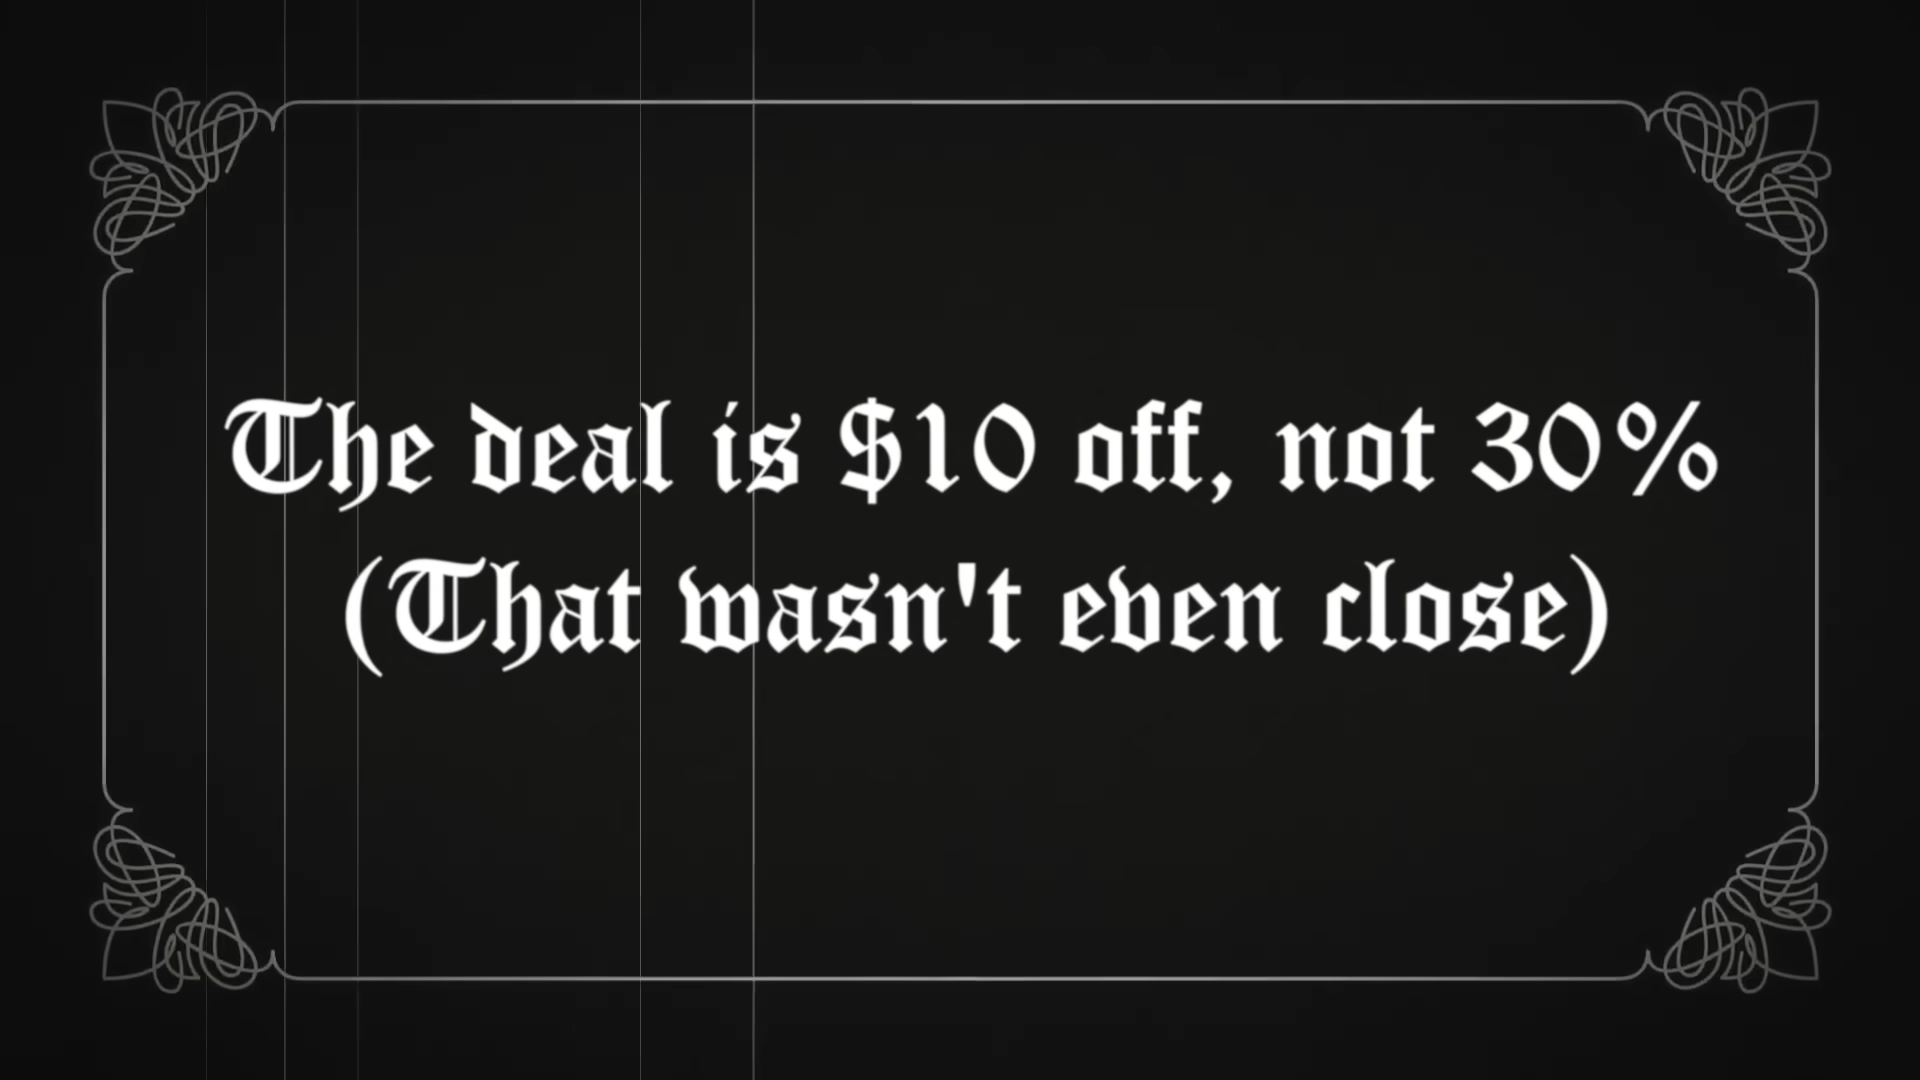 The deal is $10 off, not 30%
(That wasn't even close)